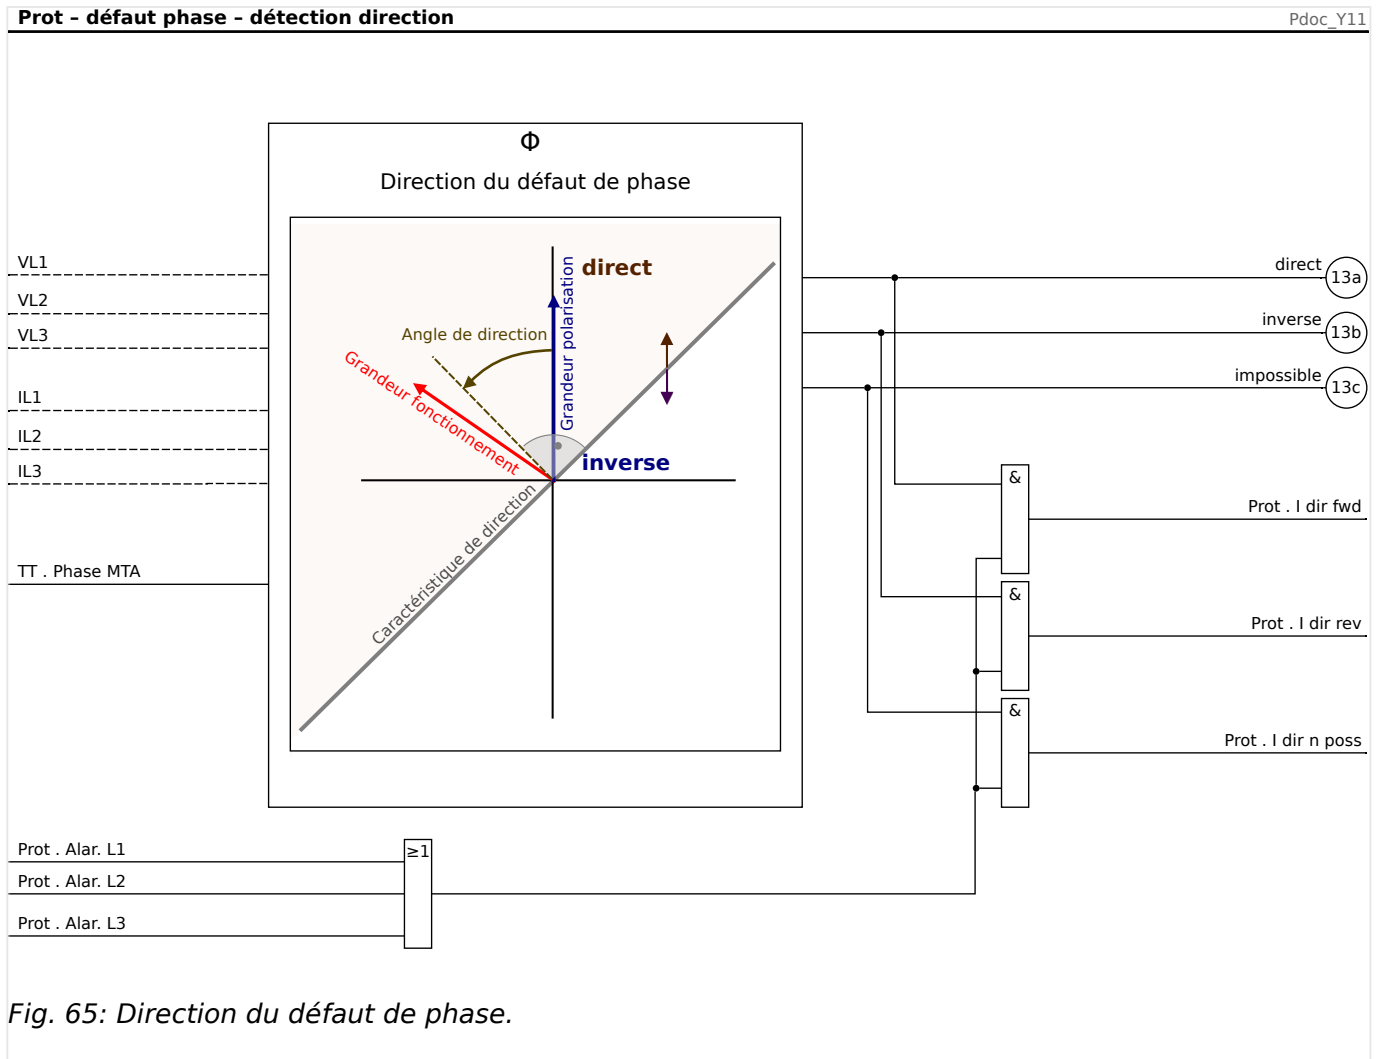 Prot – défaut phase – détection direction
Pdoc_Y11
Φ
Direction du défaut de phase
VL1
VL2
VL3
IL1
IL2
IL3
TT . Phase MTA
direct
Grandeur polarisation
Angle de direction
Grandeur fonctionnement
inverse
Caractéristique de direction
direct
13a
inverse
13b
impossible
13c
&
Prot . I dir fwd
&
Prot . I dir rev
&
Prot . I dir n poss
Prot . Alar. L1
≥1
Prot . Alar. L2
Prot . Alar. L3
Fig. 65: Direction du défaut de phase.